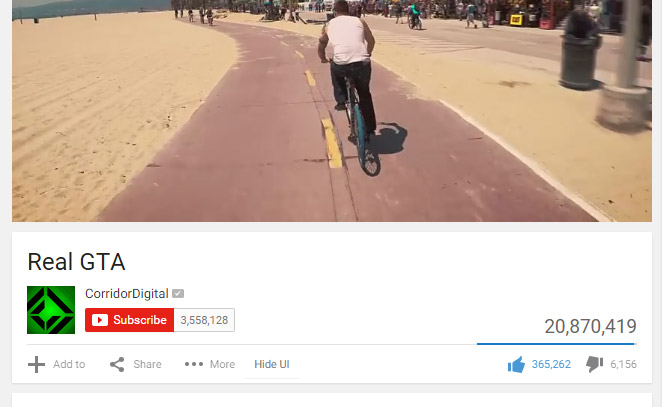 Real GTA
CorridorDigital
Subscribe 3,558,128
20,870,419
Add to Share More Hide UI 365,262 6,156